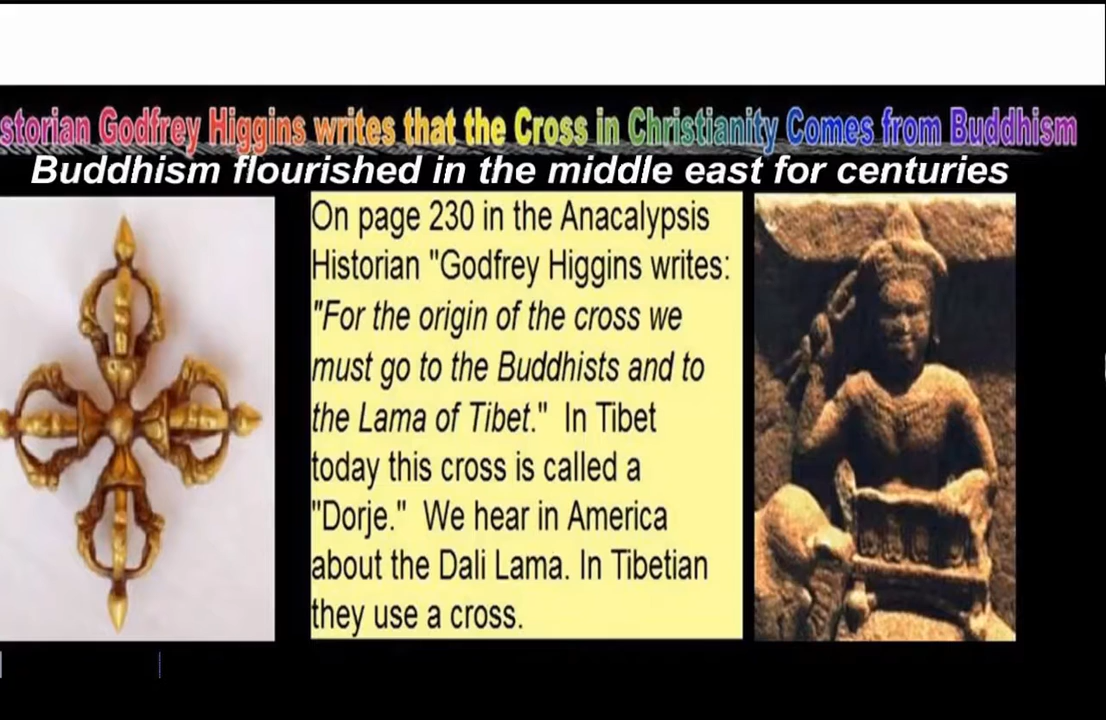 storian Godfrey Higgins writes that the Cross in Christianity Comes from Buddhism
Buddhism flourished in the middle east for centuries
On page 230 in the Anacalypsis
Historian "Godfrey Higgins writes:
"For the origin of the cross we
must go to the Buddhists and to
the Lama of Tibet." In Tibet
today this cross is called a
"Dorje." We hear in America
about the Dali Lama. In Tibetian
they use a cross.